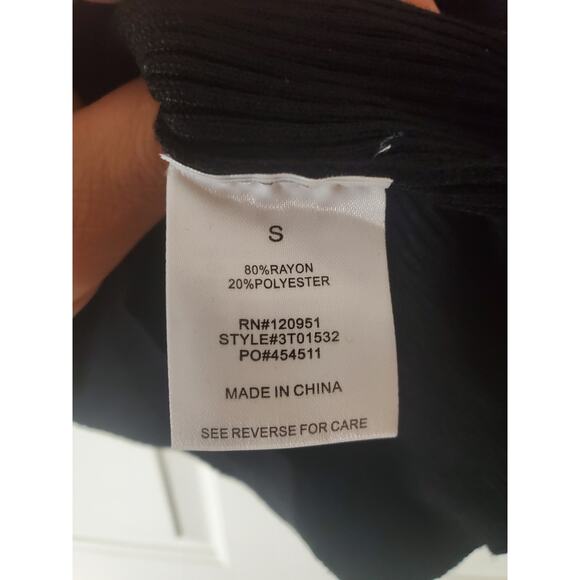 S
80%RAYON
20%POLYESTER
RN#120951
STYLE#3T01532
PO#454511
MADE IN CHINA
SEE REVERSE FOR CARE